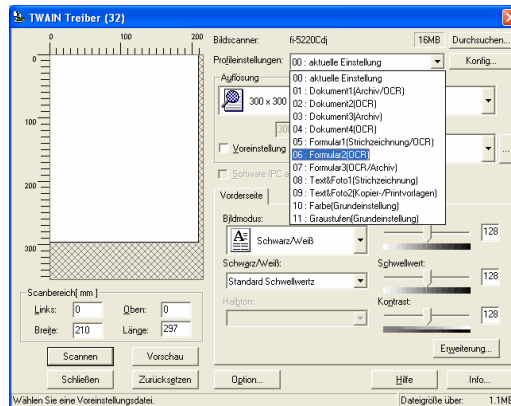 TWAIN Treiber (32)
0 100 200
0
100
200
300
Bildscanner: fi-5220Cdj 16MB Durchsuchen...
Profileinstellungen: 00 : aktuelle Einstellung Konfig...
00 : aktuelle Einstellung
01 : Dokument1(Archiv/OCR)
02 : Dokument2(OCR)
03 : Dokument3(Archiv)
04 : Dokument4(OCR)
05 : Formular1(Strichzeichnung/OCR)
06 : Formular2(OCR)
07 : Formular3(OCR/Archiv)
08 : Text&Foto1(Strichzeichnung)
09 : Text&Foto2(Kopier-/Printvorlagen)
10 : Farbe(Grundeinstellung)
11 : Graustufen(Grundeinstellung)
Auflösung
300 x 300
Voreinstellung ...
Software IPC
Vorderseite
Bildmodus:
Schwarz/Weiß 128
Schwarz/Weiß: Schwellwert:
Standard Schwellwertz 128
Halbton: Kontrast:
128
Erweiterung...
Scanbereich[ mm ]
Links: 0 Oben: 0
Breite: 210 Länge: 297
Scannen Vorschau
Schließen Zurücksetzen Option... Hilfe Info...
Wählen Sie eine Voreinstellungsdatei. Dateigröße über: 1.1MB